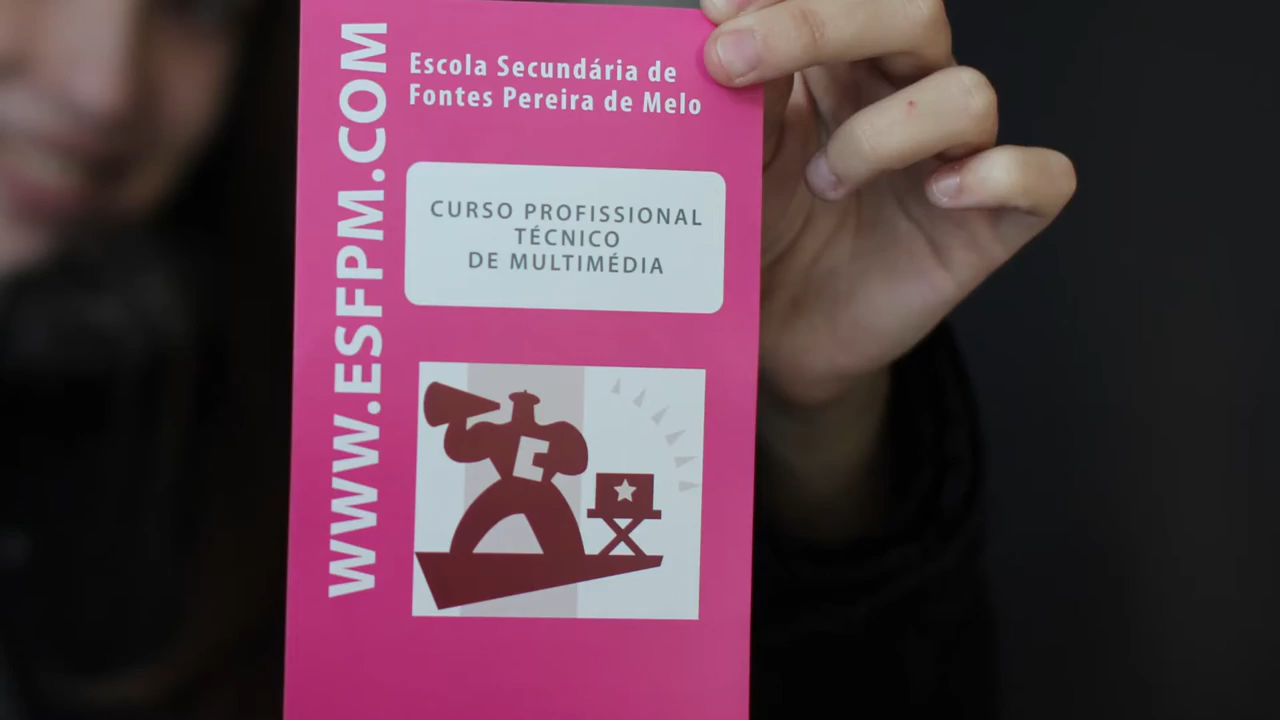 WWW.ESFPM.COM
Escola Secundária de
Fontes Pereira de Melo
CURSO PROFISSIONAL
TÉCNICO
DE MULTIMÉDIA